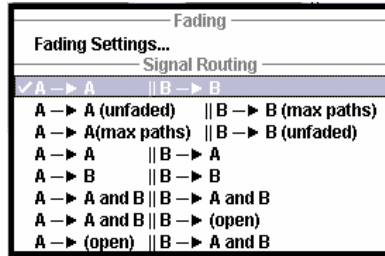 Fading
Fading Settings...
Signal Routing
✓A —► A || B —► B
A —► A (unfaded) || B —► B (max paths)
A —► A(max paths) || B —► B (unfaded)
A —► A || B —► A
A —► B || B —► B
A —► A and B || B —► A and B
A —► A and B || B —► (open)
A —► (open) || B —► A and B